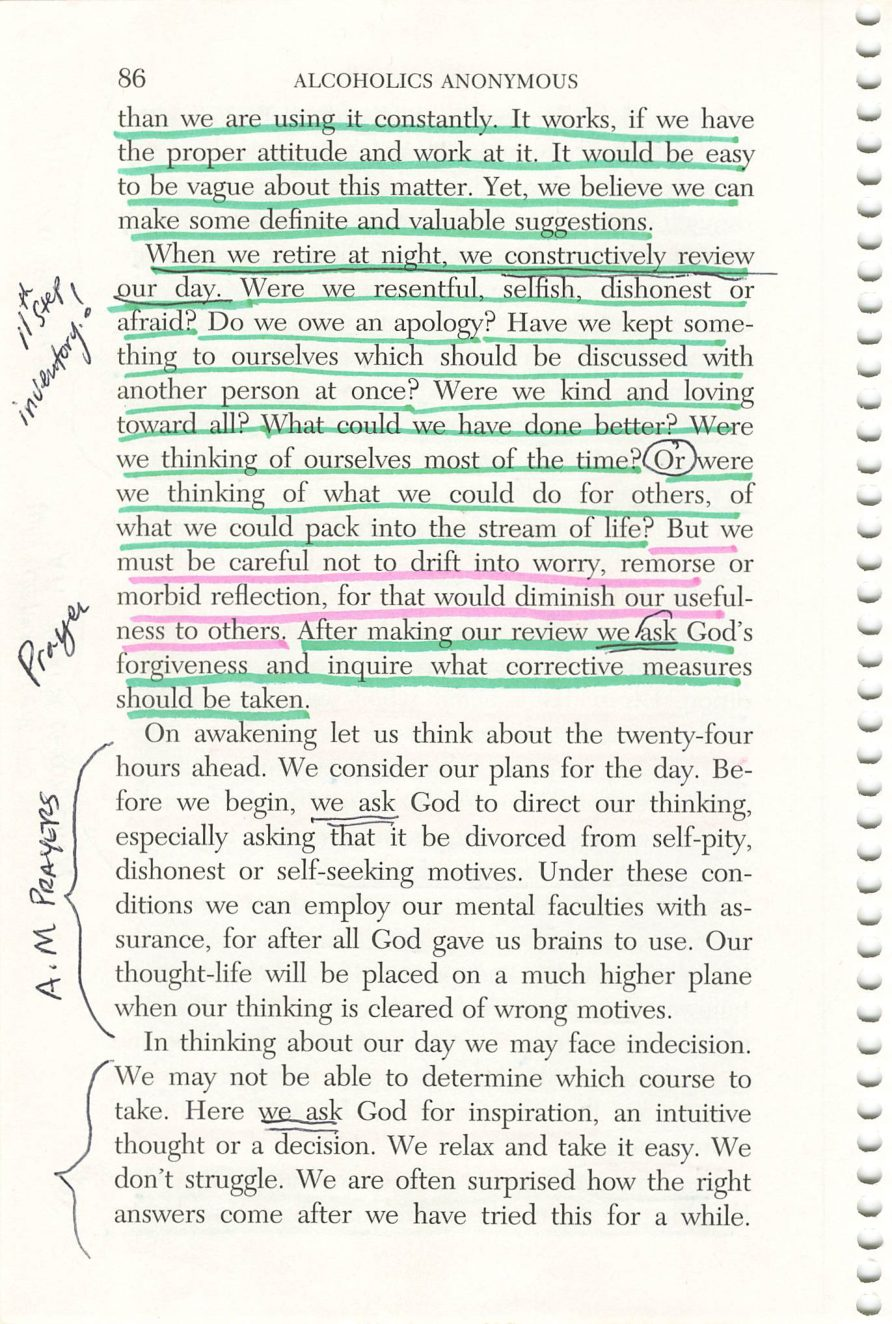 86 ALCOHOLICS ANONYMOUS
than we are using it constantly. It works, if we have
the proper attitude and work at it. It would be easy
to be vague about this matter. Yet, we believe we can
make some definite and valuable suggestions.
When we retire at night, we constructively review
our day. Were we resentful, selfish, dishonest or
afraid? Do we owe an apology? Have we kept some-
thing to ourselves which should be discussed with
another person at once? Were we kind and loving
toward all? What could we have done better? Were
we thinking of ourselves most of the time? Or were
we thinking of what we could do for others, of
what we could pack into the stream of life? But we
must be careful not to drift into worry, remorse or
morbid reflection, for that would diminish our useful-
ness to others. After making our review we ask God's
forgiveness and inquire what corrective measures
should be taken.
On awakening let us think about the twenty-four
hours ahead. We consider our plans for the day. Be-
fore we begin, we ask God to direct our thinking,
especially asking that it be divorced from self-pity,
dishonest or self-seeking motives. Under these con-
ditions we can employ our mental faculties with as-
surance, for after all God gave us brains to use. Our
thought-life will be placed on a much higher plane
when our thinking is cleared of wrong motives.
In thinking about our day we may face indecision.
We may not be able to determine which course to
take. Here we ask God for inspiration, an intuitive
thought or a decision. We relax and take it easy. We
don't struggle. We are often surprised how the right
answers come after we have tried this for a while.
11th Step
inventory!
Prayer
A.M PRAYERS